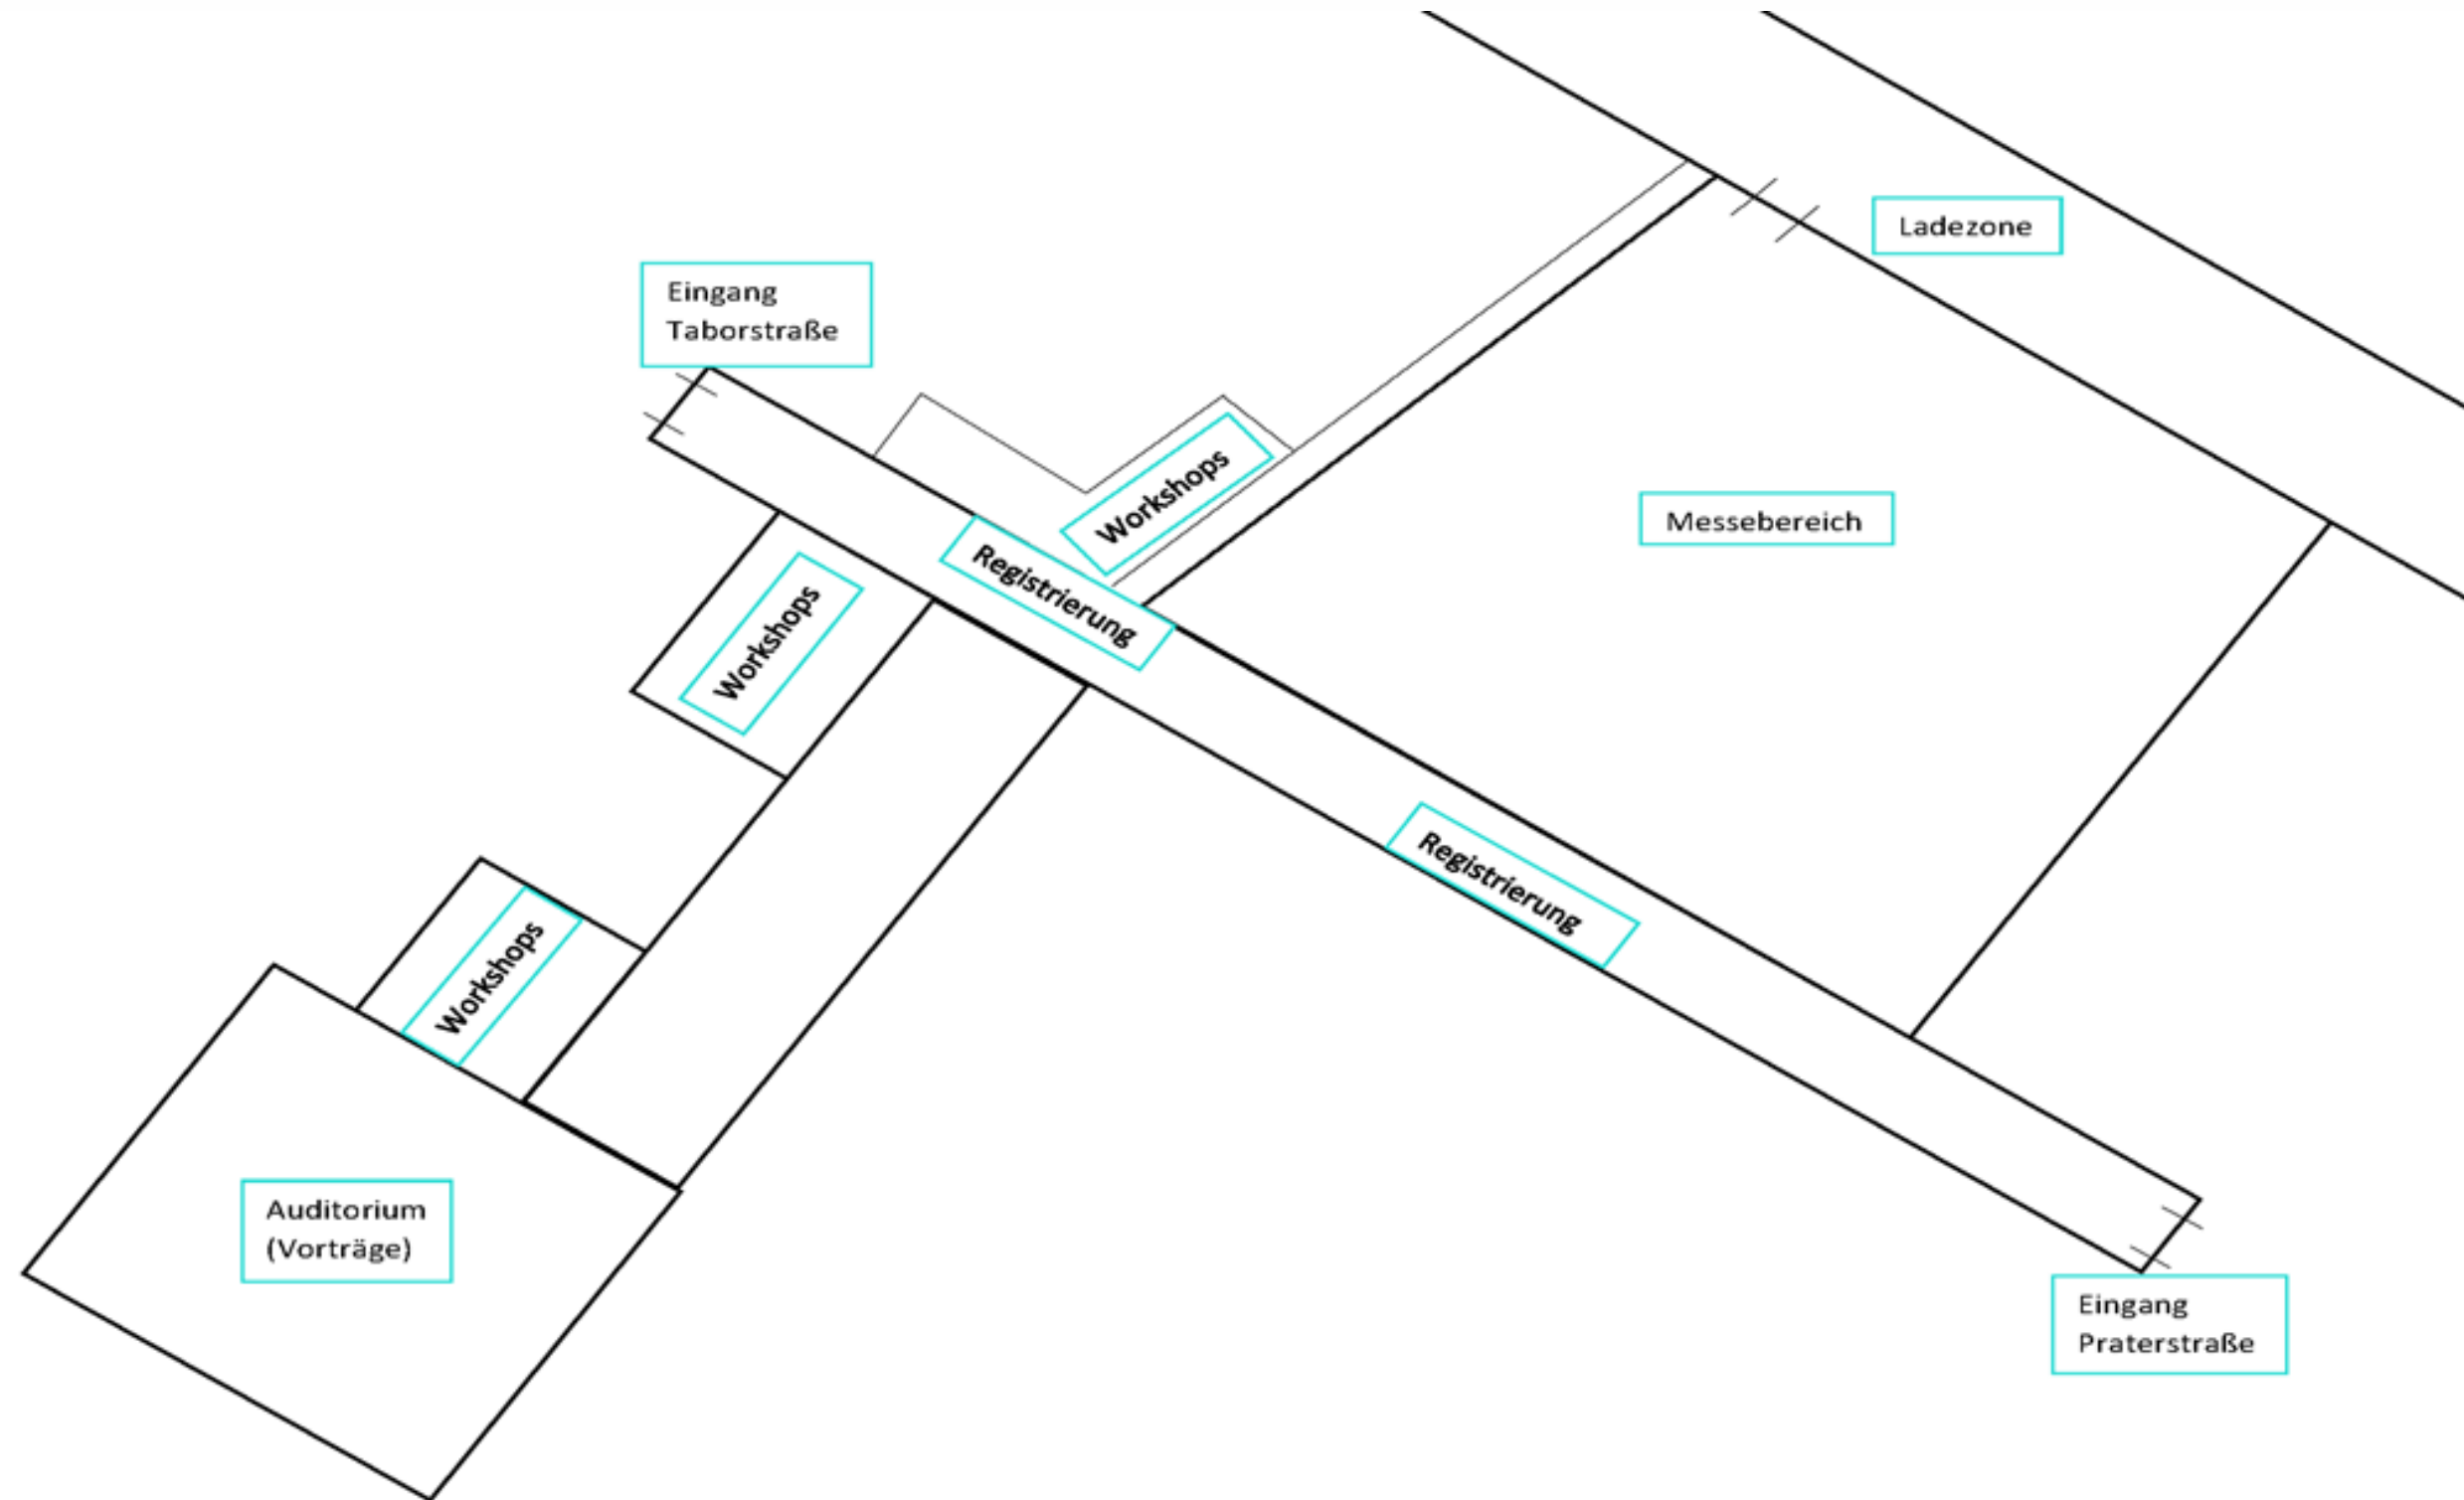 Ladezone
Eingang
Taborstraße
Workshops
Messebereich
Registrierung
Workshops
Registrierung
Workshops
Auditorium
(Vorträge)
Eingang
Praterstraße